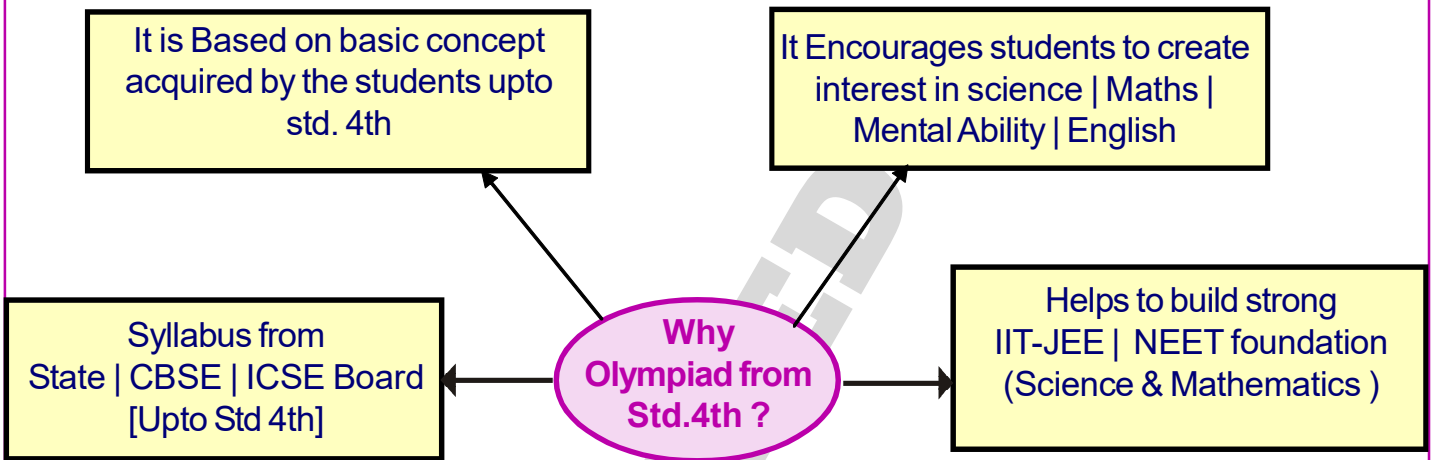 It is Based on basic concept
acquired by the students upto
std. 4th
It Encourages students to create
interest in science | Maths |
Mental Ability | English
Syllabus from
State | CBSE | ICSE Board
[Upto Std 4th]
Why
Olympiad from
Std.4th ?
Helps to build strong
IIT-JEE | NEET foundation
(Science & Mathematics )